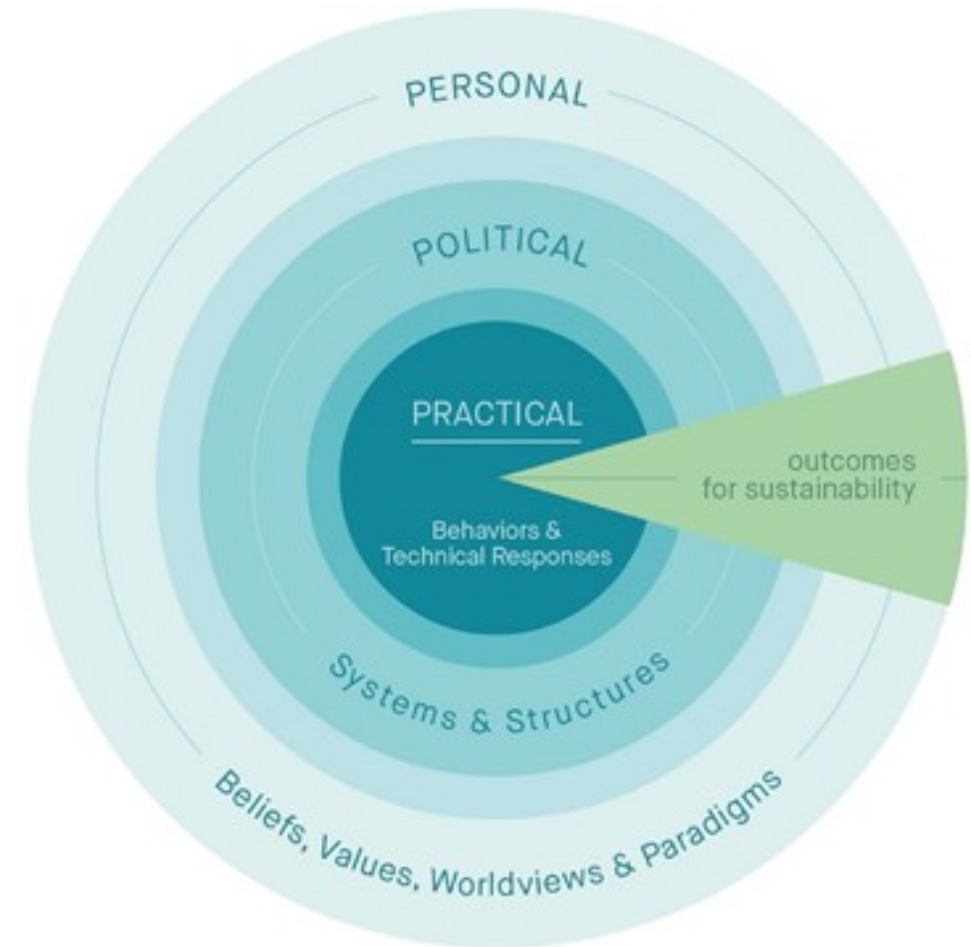 PERSONAL
POLITICAL
PRACTICAL
outcomes
for sustainability
Behaviors &
Technical Responses
Systems & Structures
Beliefs, Values, Worldviews & Paradigms